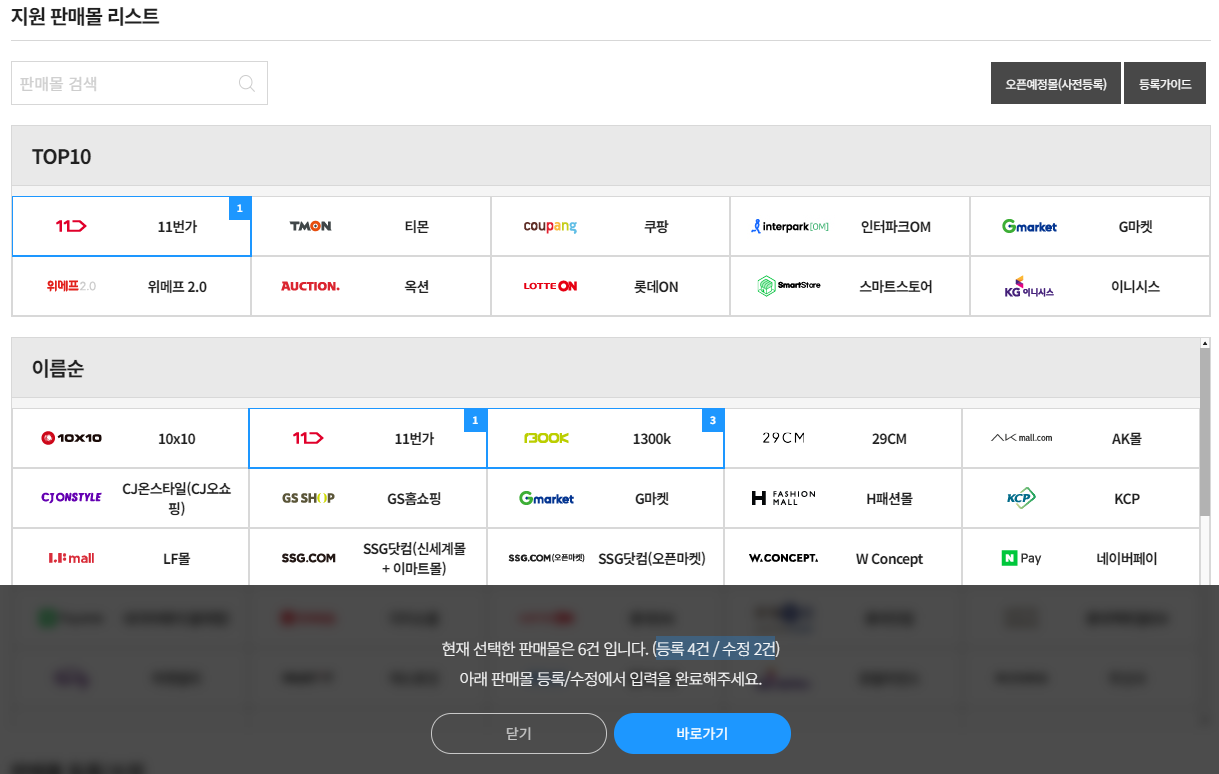 지원 판매몰 리스트
판매몰 검색
오픈예정몰(사전등록) 등록가이드
TOP10
11 11번가 1 TMON 티몬 coupang 쿠팡 interpark[OM] 인터파크OM Gmarket G마켓
위메프2.0 위메프 2.0 AUCTION. 옥션 LOTTE ON 롯데ON SmartStore 스마트스토어 KG 이니시스 이니시스
이름순
10X10 10x10 11 11번가 1 1300K 1300k 3 29CM 29CM AK mall.com AK몰
CJ ONSTYLE CJ온스타일(CJ오쇼
핑) GS SHOP GS홈쇼핑 Gmarket G마켓 H FASHION
MALL H패션몰 KCP KCP
LF mall LF몰 SSG.COM SSG닷컴(신세계몰
+ 이마트몰) SSG.COM(오픈마켓) SSG닷컴(오픈마켓) W.CONCEPT. W Concept N Pay 네이버페이
현재 선택한 판매몰은 6건 입니다. (등록 4건 / 수정 2건)
아래 판매몰 등록/수정에서 입력을 완료해주세요.
닫기 바로가기